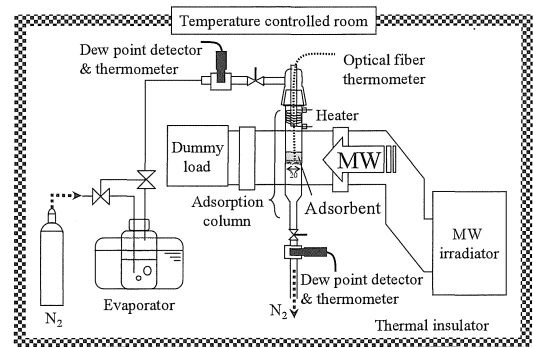 Temperature controlled room
Dew point detector
& thermometer
Optical fiber
thermometer
Heater
Dummy
load
MW
20
Adsorption
column
Adsorbent
MW
irradiator
Evaporator
Dew point detector
& thermometer
N2
N2
Thermal insulator